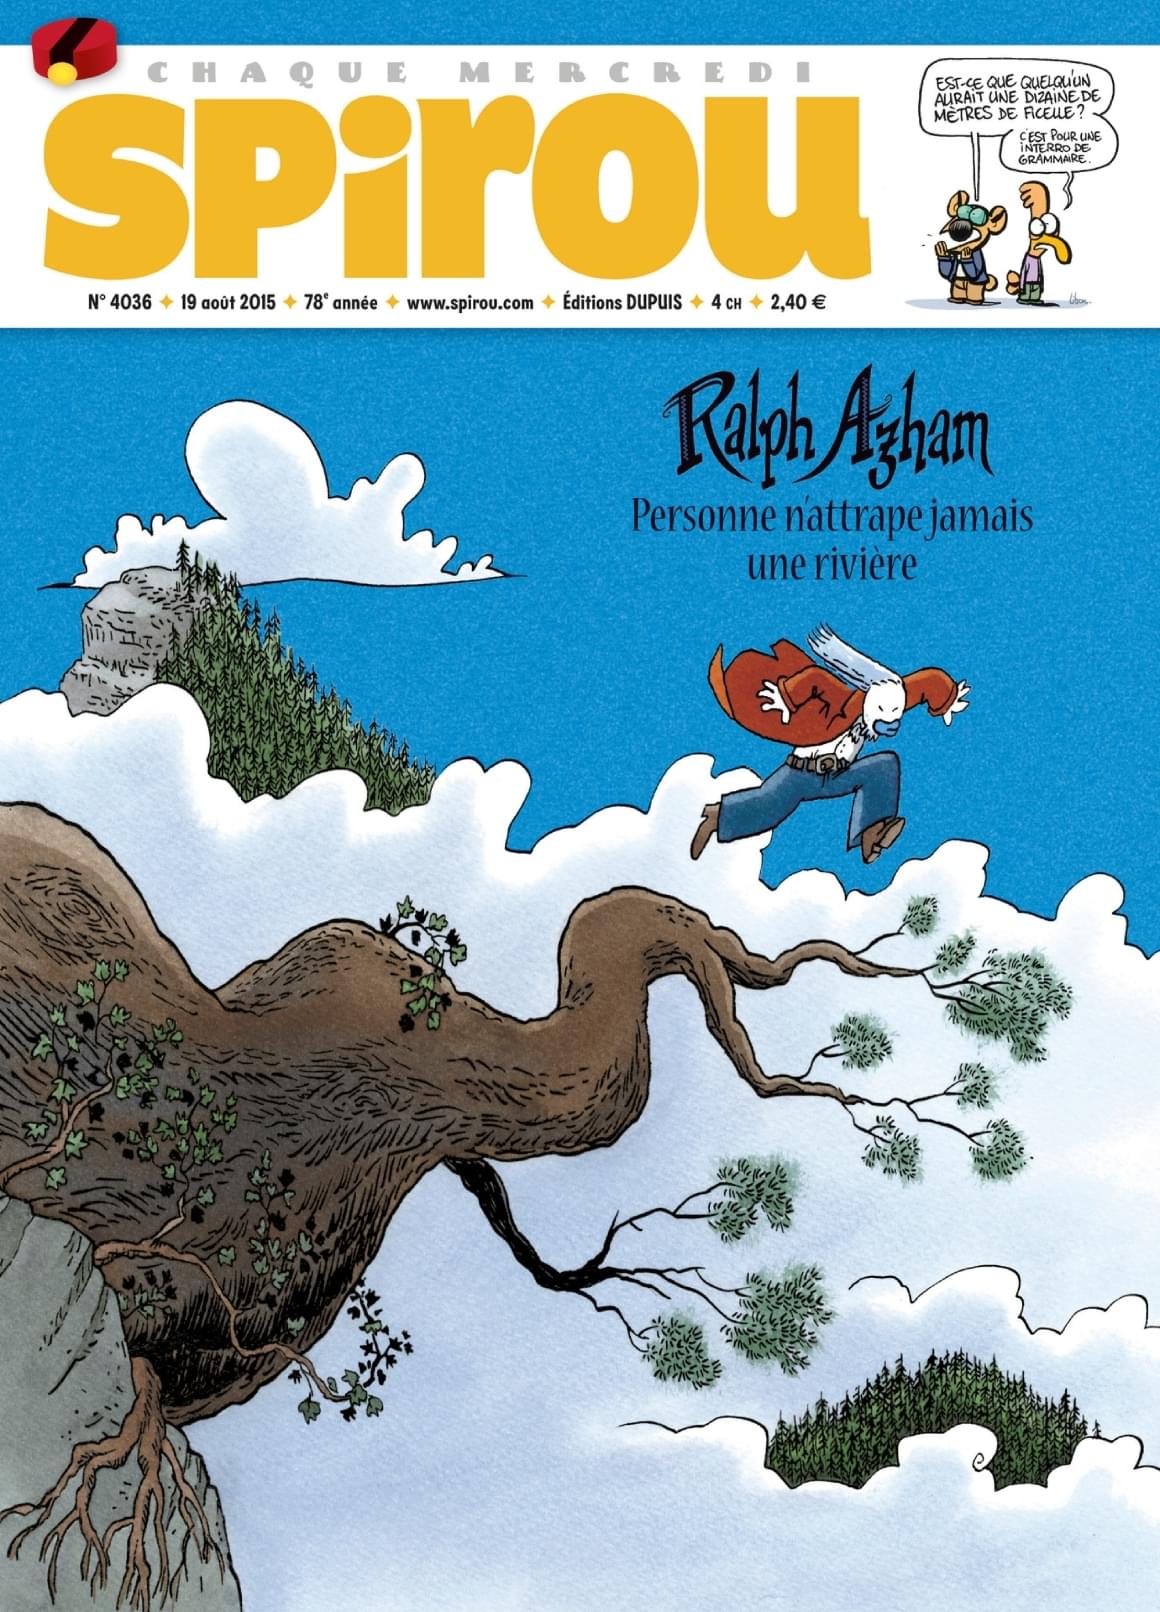 CHAQUE MERCREDI
SPIROU
N° 4036 ✦ 19 août 2015 ✦ 78e année ✦ www.spirou.com ✦ Éditions DUPUIS ✦ 4 CH ✦ 2,40 €
EST-CE QUE QUELQU'UN
AURAIT UNE DIZAINE DE
MÈTRES DE FICELLE ?
C'EST POUR UNE
INTERRO DE
GRAMMAIRE.
Ralph Azham
Personne n'attrape jamais
une rivière